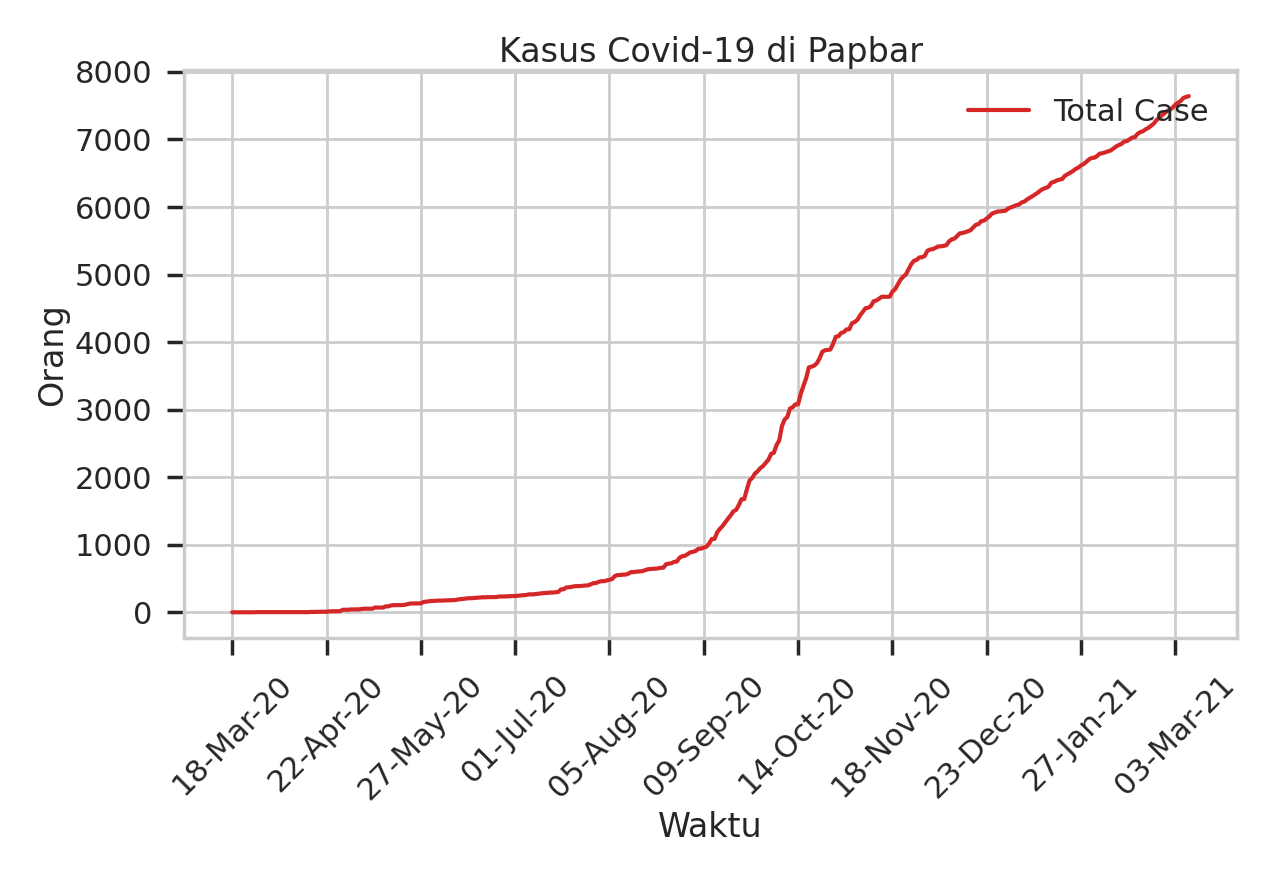 Kasus Covid-19 di Papbar
Total Case
Orang
8000
7000
6000
5000
4000
3000
2000
1000
0
18-Mar-20
22-Apr-20
27-May-20
01-Jul-20
05-Aug-20
09-Sep-20
14-Oct-20
18-Nov-20
23-Dec-20
27-Jan-21
03-Mar-21
Waktu